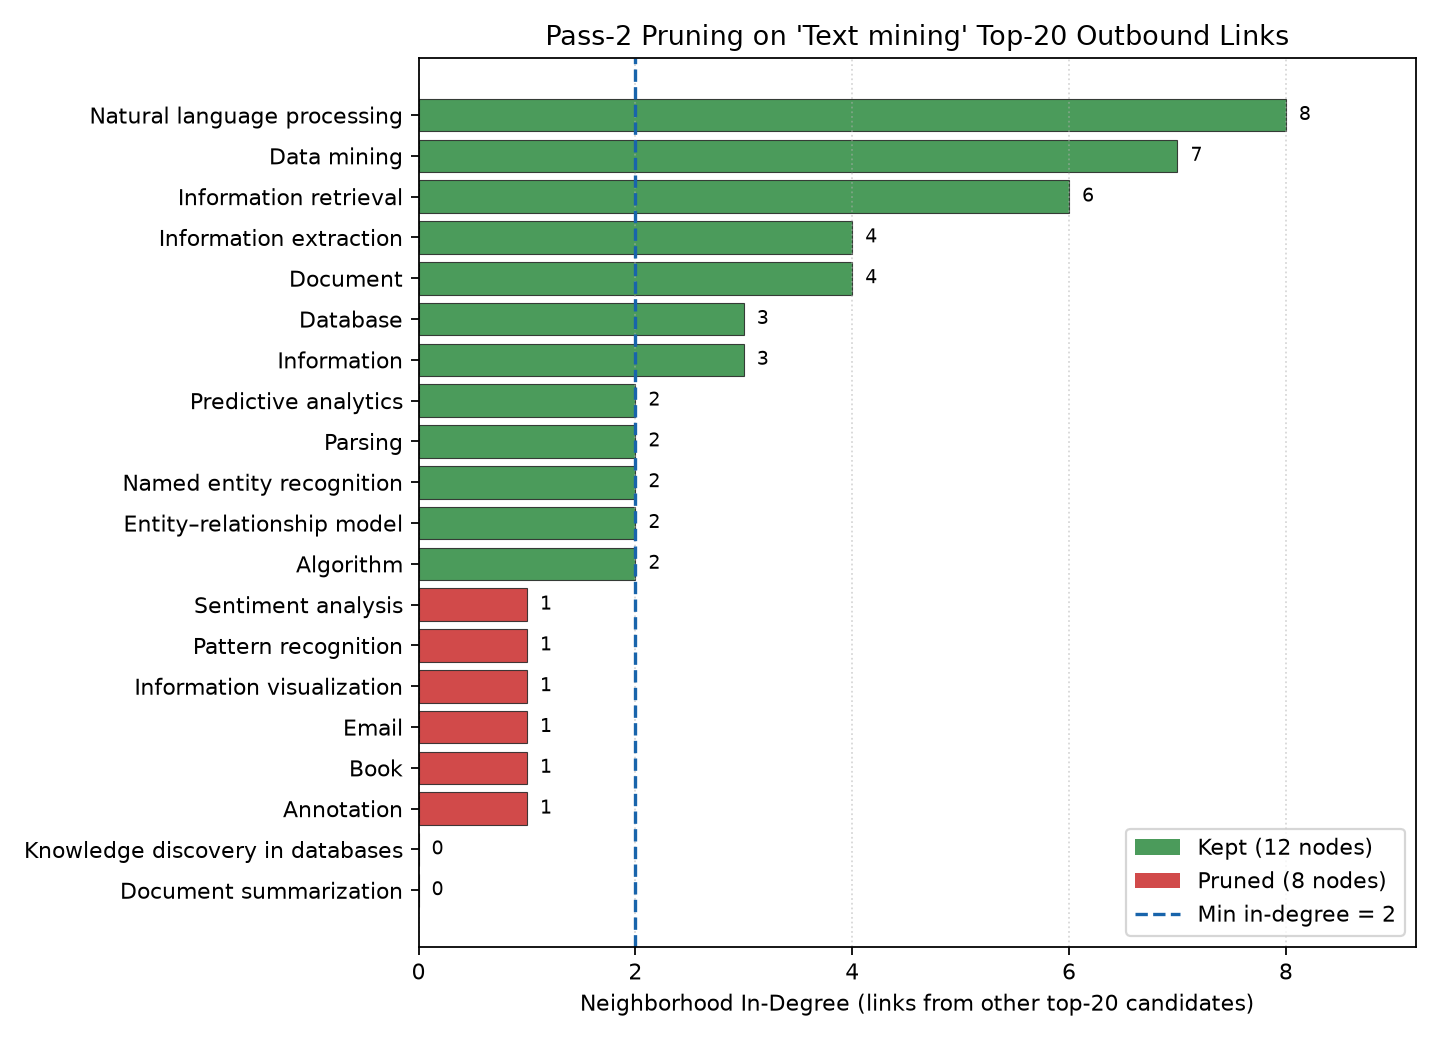 Pass-2 Pruning on 'Text mining' Top-20 Outbound Links
Natural language processing 8
Data mining 7
Information retrieval 6
Information extraction 4
Document 4
Database 3
Information 3
Predictive analytics 2
Parsing 2
Named entity recognition 2
Entity–relationship model 2
Algorithm 2
Sentiment analysis 1
Pattern recognition 1
Information visualization 1
Email 1
Book 1
Annotation 1
Knowledge discovery in databases 0
Document summarization 0
Kept (12 nodes)
Pruned (8 nodes)
Min in-degree = 2
0 2 4 6 8
Neighborhood In-Degree (links from other top-20 candidates)